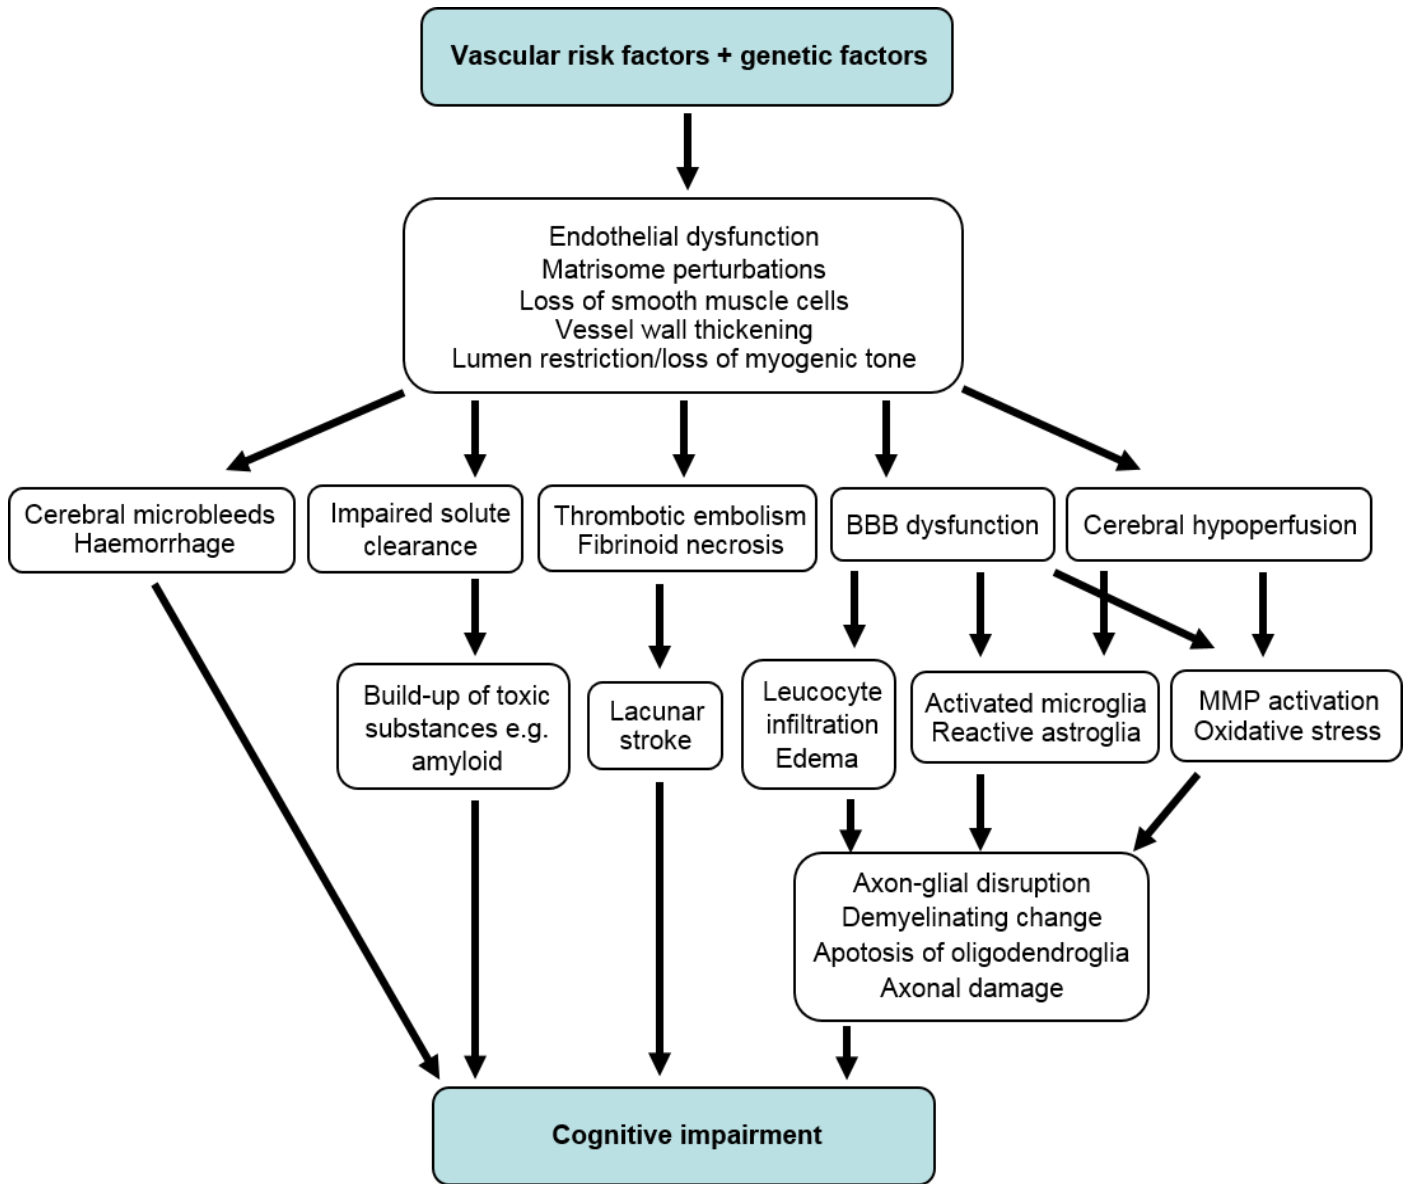 Vascular risk factors + genetic factors
Endothelial dysfunction
Matrisome perturbations
Loss of smooth muscle cells
Vessel wall thickening
Lumen restriction/loss of myogenic tone
Cerebral microbleeds
Haemorrhage
Impaired solute
clearance
Thrombotic embolism
Fibrinoid necrosis
BBB dysfunction
Cerebral hypoperfusion
Build-up of toxic
substances e.g.
amyloid
Lacunar
stroke
Leucocyte
infiltration
Edema
Activated microglia
Reactive astroglia
MMP activation
Oxidative stress
Axon-glial disruption
Demyelinating change
Apotosis of oligodendroglia
Axonal damage
Cognitive impairment